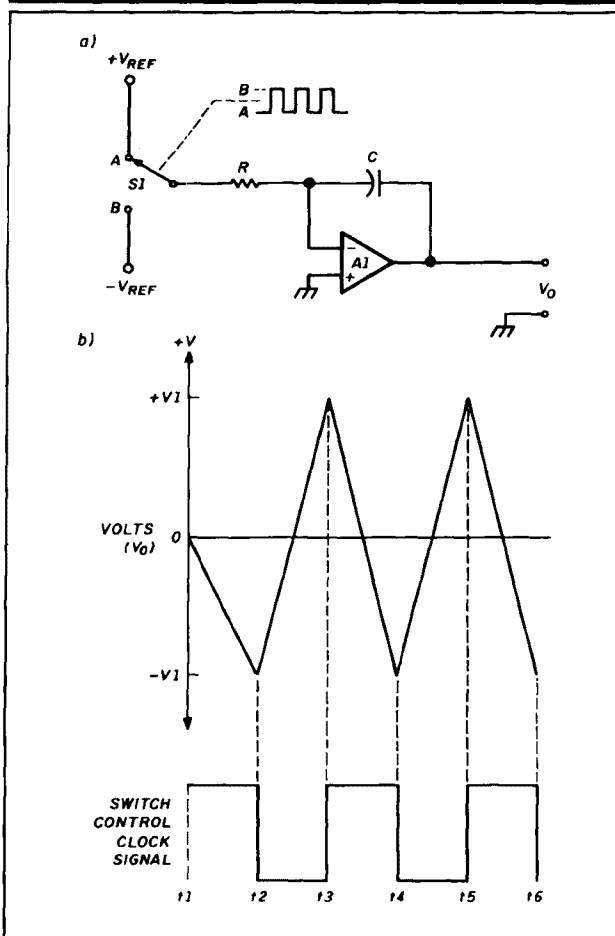 a)
+VREF
B
A
A
S1
R
C
B
-VREF
-
A1
+
VO
b)
+V
+V1
VOLTS
(VO)
0
-V1
SWITCH
CONTROL
CLOCK
SIGNAL
t1
t2
t3
t4
t5
t6